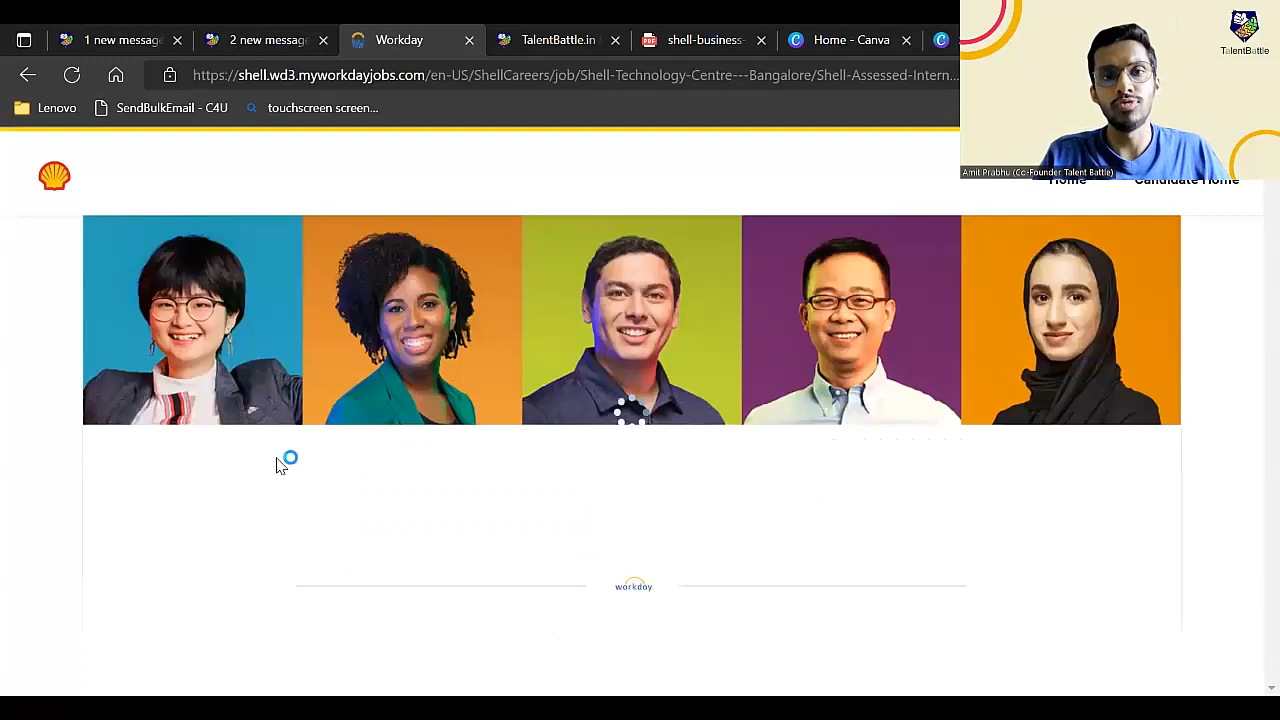 1 new messag
2 new messag
Workday
TalentBattle.in
shell-business-
Home - Canva
https://shell.wd3.myworkdayjobs.com/en-US/ShellCareers/job/Shell-Technology-Centre---Bangalore/Shell-Assessed-Intern...
Lenovo
SendBulkEmail - C4U
touchscreen screen...
TalentBattle
Amit Prabhu (Co-Founder Talent Battle)
Home
Candidate Home
workday